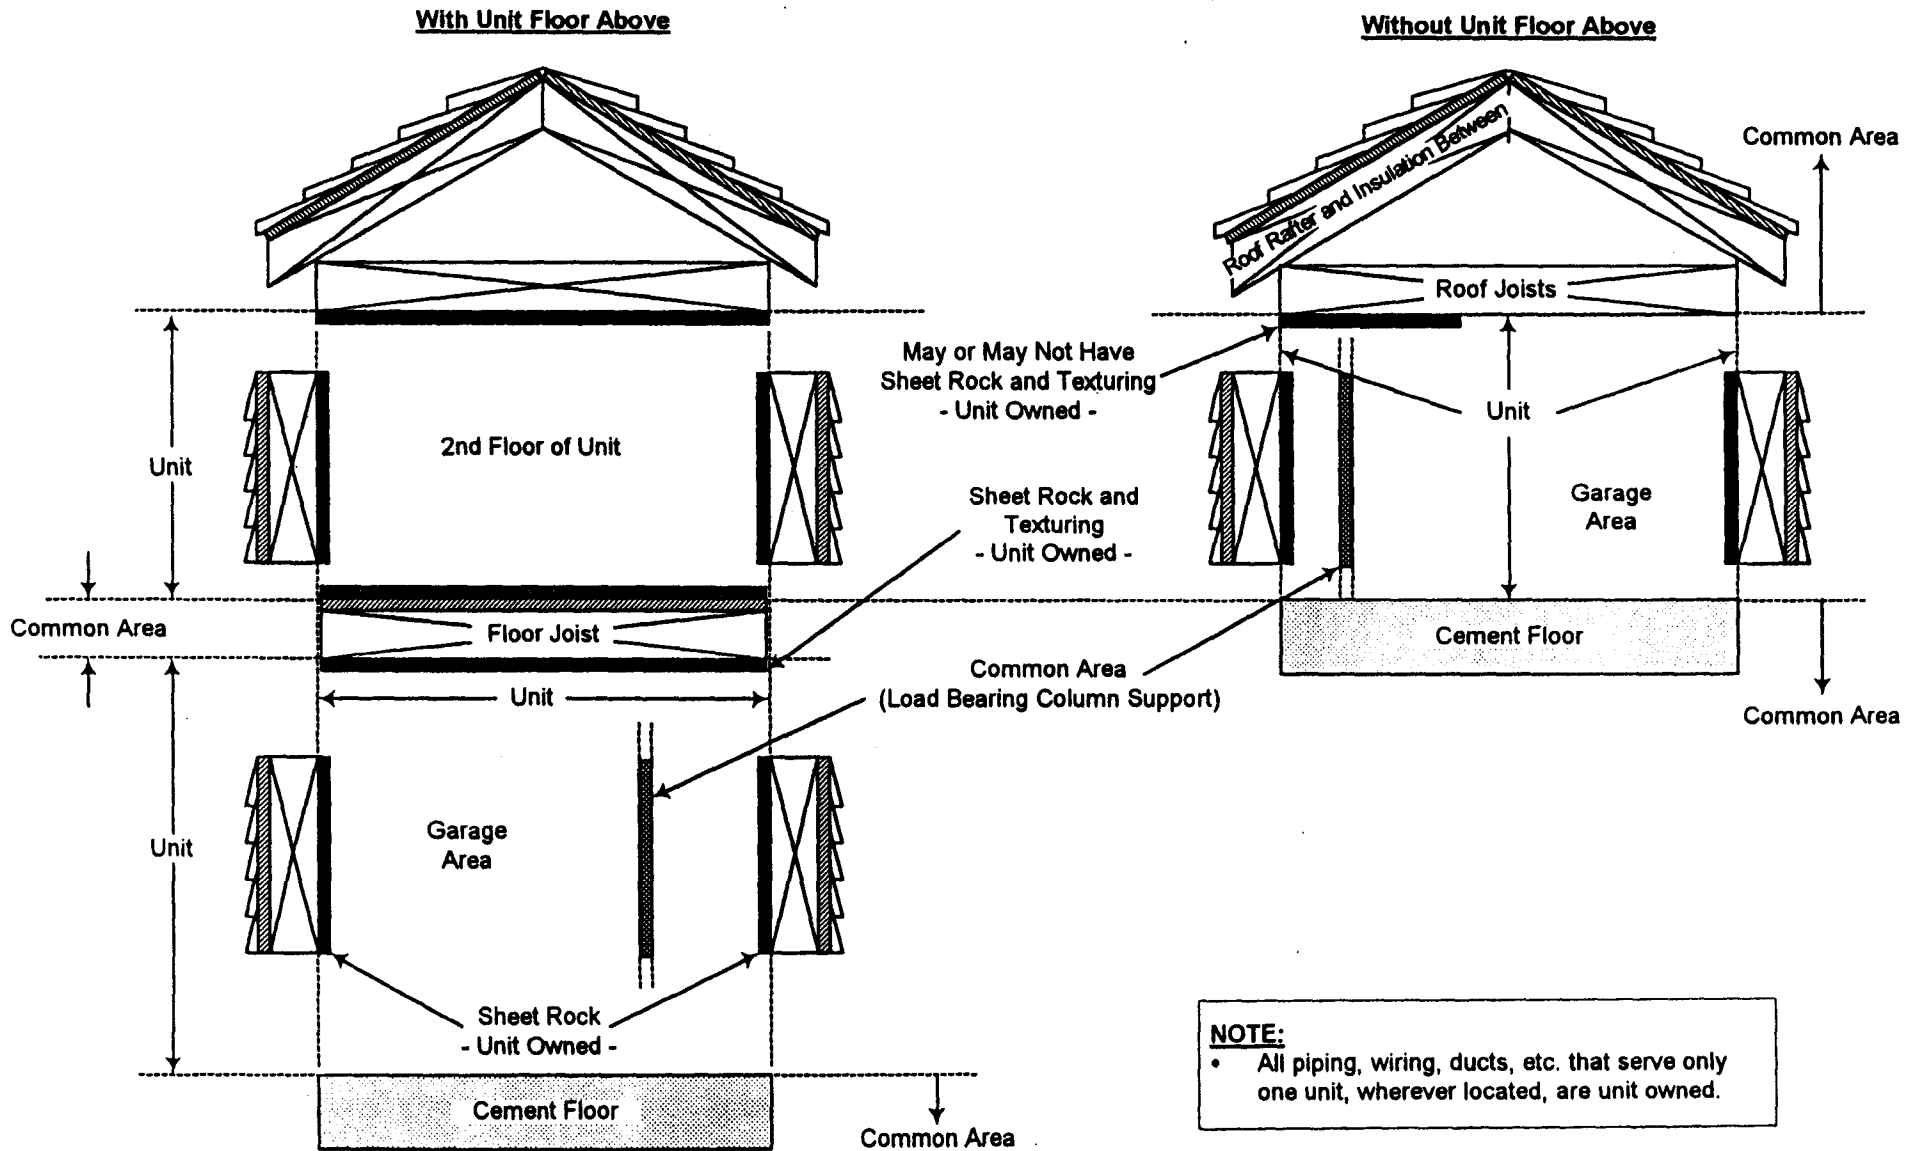 With Unit Floor Above
Without Unit Floor Above
Common Area
Roof Rafter and Insulation Between
Roof Joists
May or May Not Have
Sheet Rock and Texturing
- Unit Owned -
Unit
2nd Floor of Unit
Unit
Garage
Area
Sheet Rock and
Texturing
- Unit Owned -
Common Area
Floor Joist
Cement Floor
Common Area
(Load Bearing Column Support)
Unit
Common Area
Unit
Garage
Area
Sheet Rock
- Unit Owned -
Cement Floor
Common Area
NOTE:
• All piping, wiring, ducts, etc. that serve only
one unit, wherever located, are unit owned.